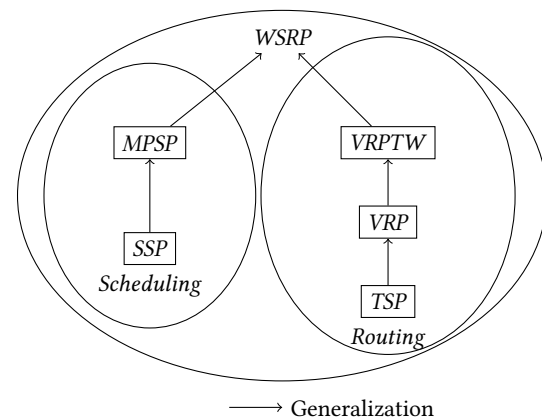 WSRP
MPSP
VRPTW
VRP
SSP
Scheduling
TSP
Routing
Generalization